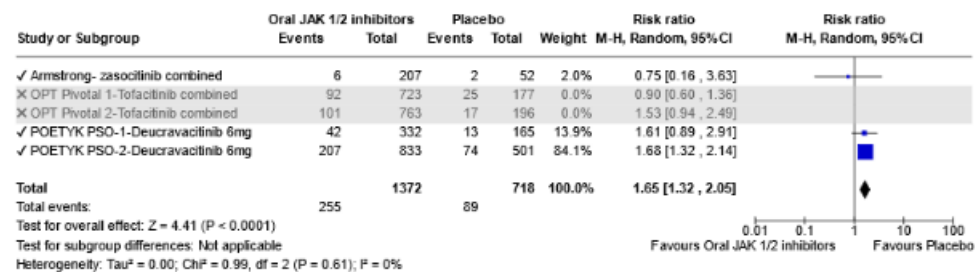 Oral JAK 1/2 inhibitors Placebo Risk ratio Risk ratio
Study or Subgroup Events Total Events Total Weight M-H, Random, 95% CI M-H, Random, 95% CI
✓ Armstrong- zasocitinib combined 6 207 2 52 2.0% 0.75 [0.16 , 3.63]
✕ OPT Pivotal 1-Tofacitinib combined 92 723 25 177 0.0% 0.90 [0.60 , 1.36]
✕ OPT Pivotal 2-Tofacitinib combined 101 763 17 196 0.0% 1.53 [0.94 , 2.49]
✓ POETYK PSO-1-Deucravacitinib 6mg 42 332 13 165 13.9% 1.61 [0.89 , 2.91]
✓ POETYK PSO-2-Deucravacitinib 6mg 207 833 74 501 84.1% 1.68 [1.32 , 2.14]
Total 1372 718 100.0% 1.65 [1.32 , 2.05]
Total events: 255 89
Test for overall effect: Z = 4.41 (P < 0.0001)
Test for subgroup differences: Not applicable
Heterogeneity: Tau² = 0.00; Chi² = 0.99, df = 2 (P = 0.61); I² = 0%
0.01 0.1 1 10 100
Favours Oral JAK 1/2 inhibitors Favours Placebo